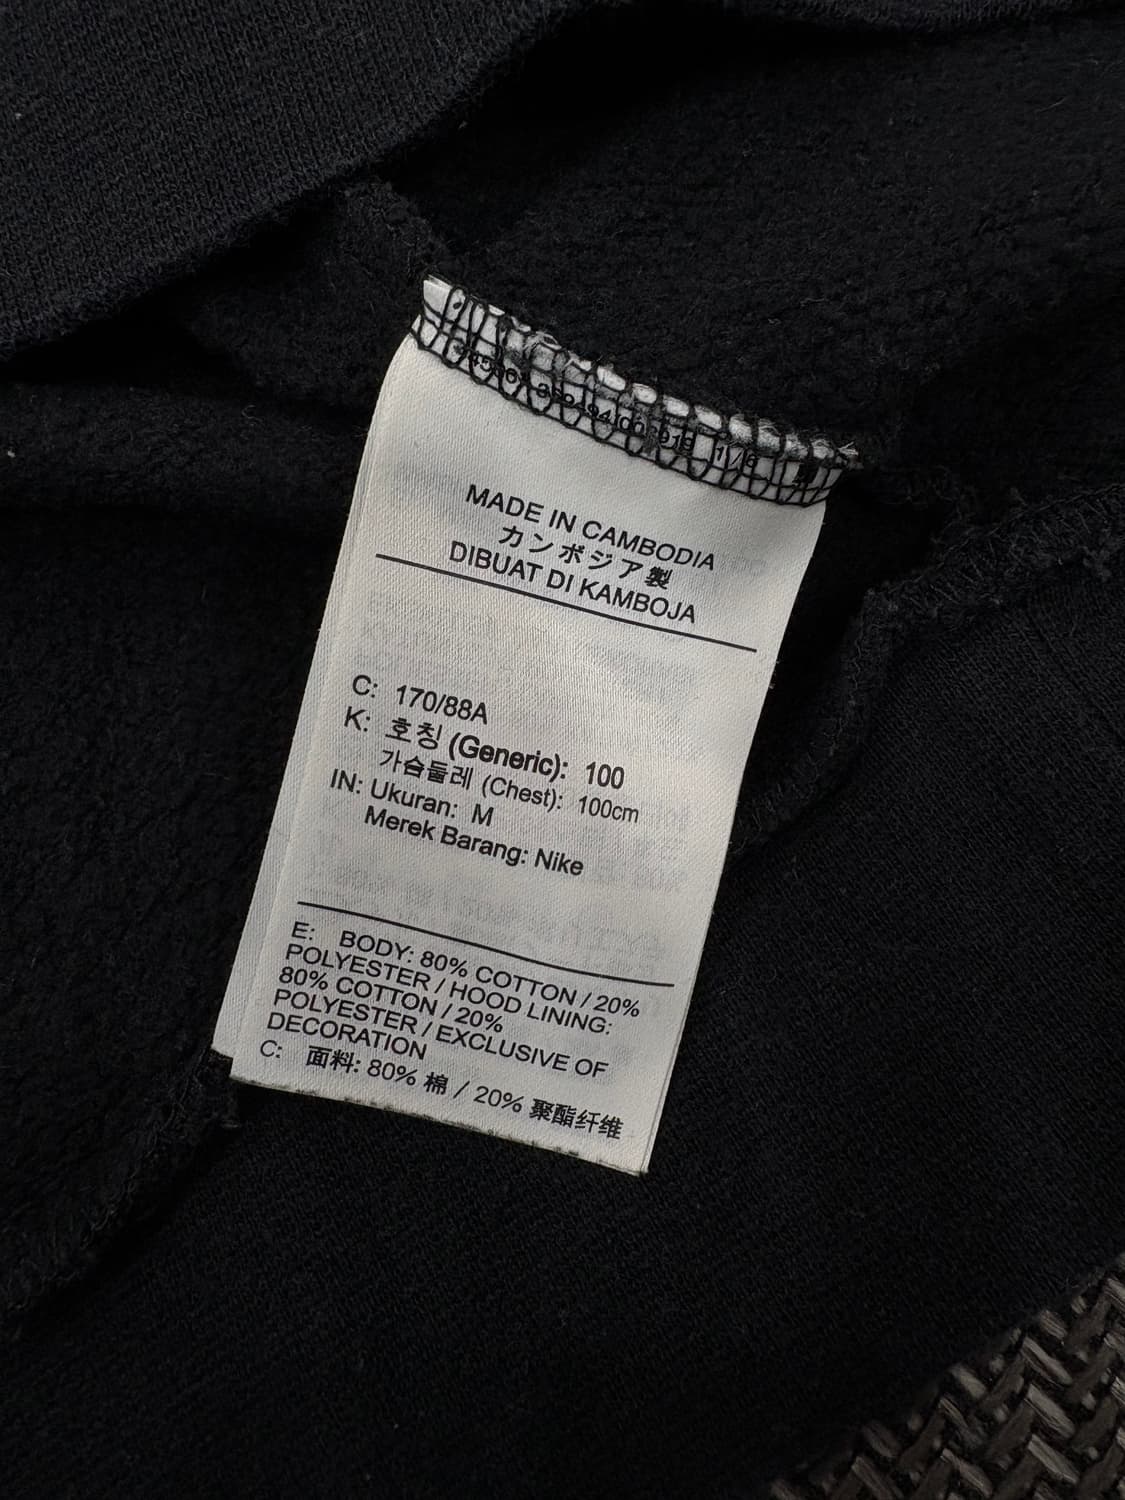 MADE IN CAMBODIA
カンボジア製
DIBUAT DI KAMBOJA
C: 170/88A
K: 호칭 (Generic): 100
가슴둘레 (Chest): 100cm
IN: Ukuran: M
Merek Barang: Nike
E: BODY: 80% COTTON / 20%
POLYESTER / HOOD LINING:
80% COTTON / 20%
POLYESTER / EXCLUSIVE OF
DECORATION
C: 面料: 80% 棉 / 20% 聚酯纤维